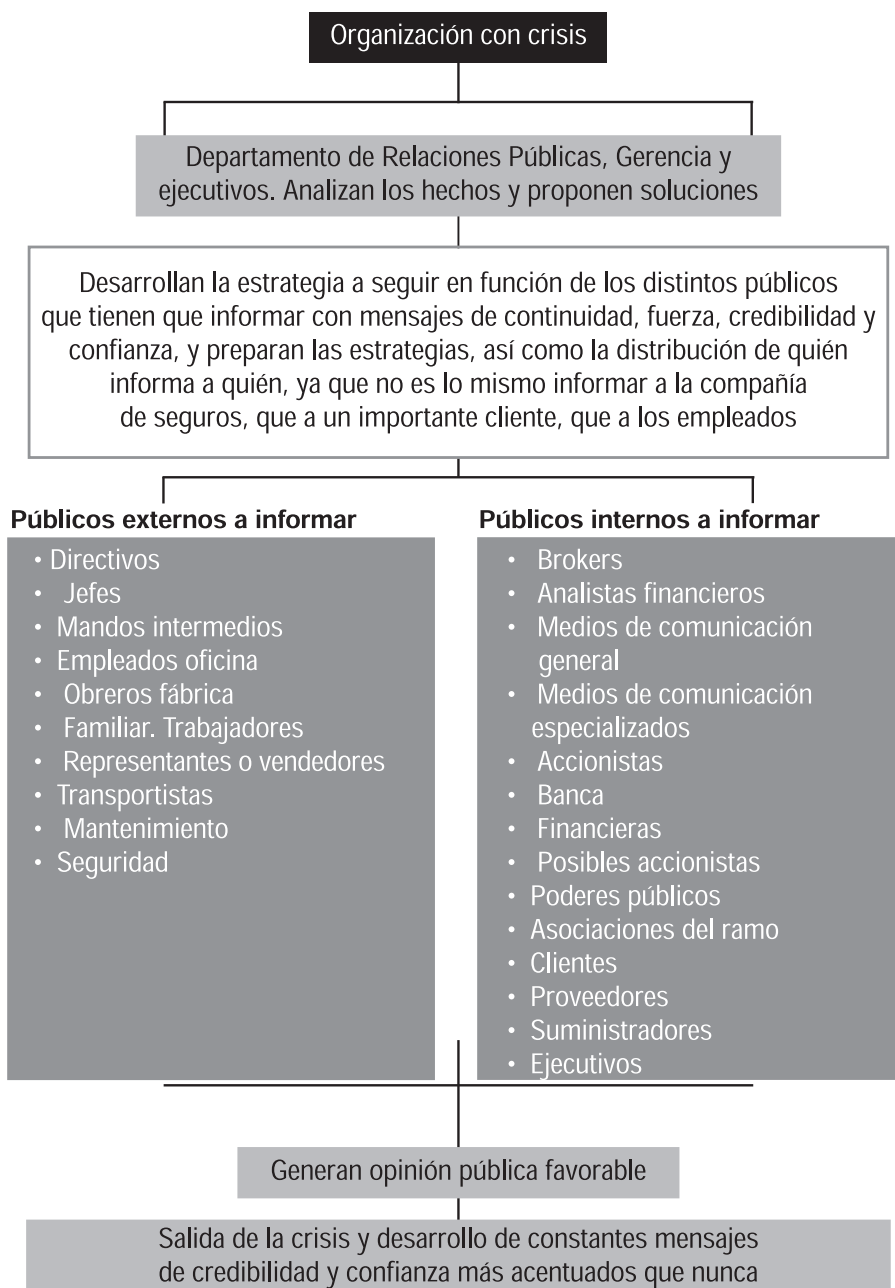 Organización con crisis
Departamento de Relaciones Públicas, Gerencia y
ejecutivos. Analizan los hechos y proponen soluciones
Desarrollan la estrategia a seguir en función de los distintos públicos
que tienen que informar con mensajes de continuidad, fuerza, credibilidad y
confianza, y preparan las estrategias, así como la distribución de quién
informa a quién, ya que no es lo mismo informar a la compañía
de seguros, que a un importante cliente, que a los empleados
Públicos externos a informar
• Directivos
• Jefes
• Mandos intermedios
• Empleados oficina
• Obreros fábrica
• Familiar. Trabajadores
• Representantes o vendedores
• Transportistas
• Mantenimiento
• Seguridad
Públicos internos a informar
• Brokers
• Analistas financieros
• Medios de comunicación
general
• Medios de comunicación
especializados
• Accionistas
• Banca
• Financieras
• Posibles accionistas
• Poderes públicos
• Asociaciones del ramo
• Clientes
• Proveedores
• Suministradores
• Ejecutivos
Generan opinión pública favorable
Salida de la crisis y desarrollo de constantes mensajes
de credibilidad y confianza más acentuados que nunca